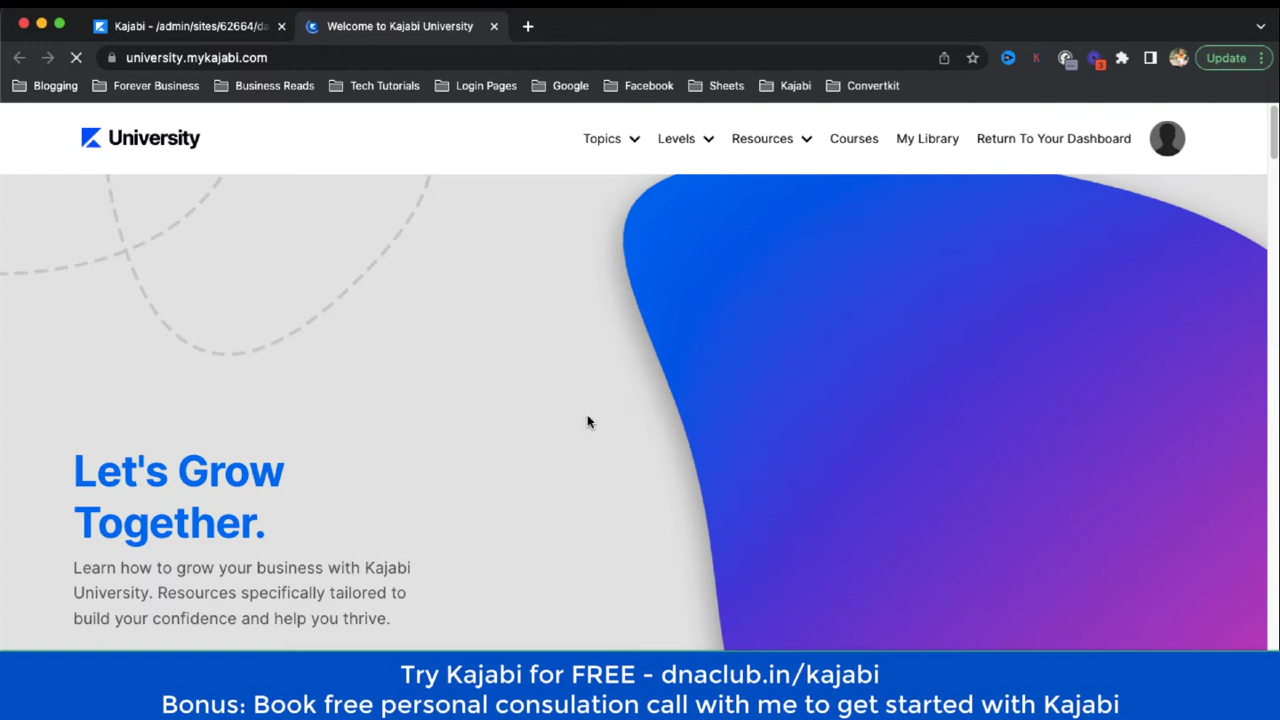 Kajabi - /admin/sites/62664/da
Welcome to Kajabi University
university.mykajabi.com
3
Update
Blogging
Forever Business
Business Reads
Tech Tutorials
Login Pages
Google
Facebook
Sheets
Kajabi
Convertkit
University
Topics
Levels
Resources
Courses
My Library
Return To Your Dashboard
Let's Grow
Together.
Learn how to grow your business with Kajabi
University. Resources specifically tailored to
build your confidence and help you thrive.
Try Kajabi for FREE - dnaclub.in/kajabi
Bonus: Book free personal consulation call with me to get started with Kajabi